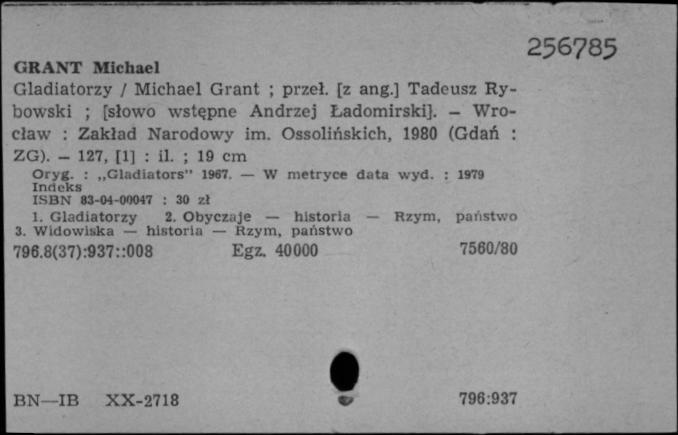 256785
GRANT Michael
Gladiatorzy / Michael Grant ; przeł. [z ang.] Tadeusz Ry-
bowski ; [słowo wstępne Andrzej Ładomirski]. — Wro-
cław : Zakład Narodowy im. Ossolińskich, 1980 (Gdań :
ZG). — 127, [1] : il. ; 19 cm
Oryg. : „Gladiators” 1967. — W metryce data wyd. : 1979
Indeks
ISBN 83-04-00047 : 30 zł
1. Gladiatorzy 2. Obyczaje — historia — Rzym, państwo
3. Widowiska — historia — Rzym, państwo
796.8(37):937::008 Egz. 40000 7560/80
BN—IB XX-2718 796:937